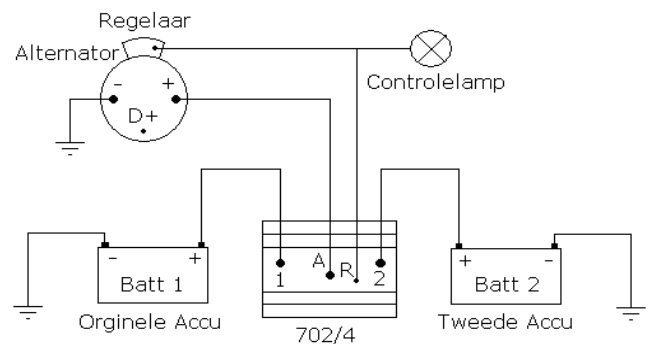 Regelaar
Alternator
Controlelamp
- +
D+
A
R
1
2
- +
Batt 1
+ -
Batt 2
Orginele Accu
702/4
Tweede Accu